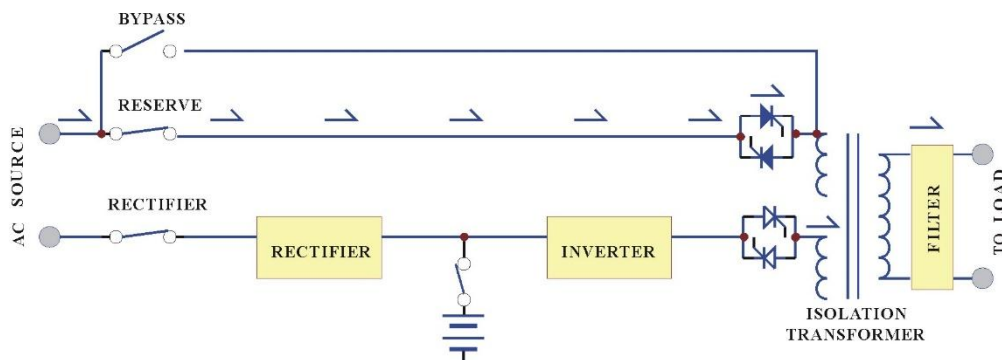 BYPASS
RESERVE
AC SOURCE
RECTIFIER
RECTIFIER
INVERTER
FILTER
TO LOAD
ISOLATION
TRANSFORMER